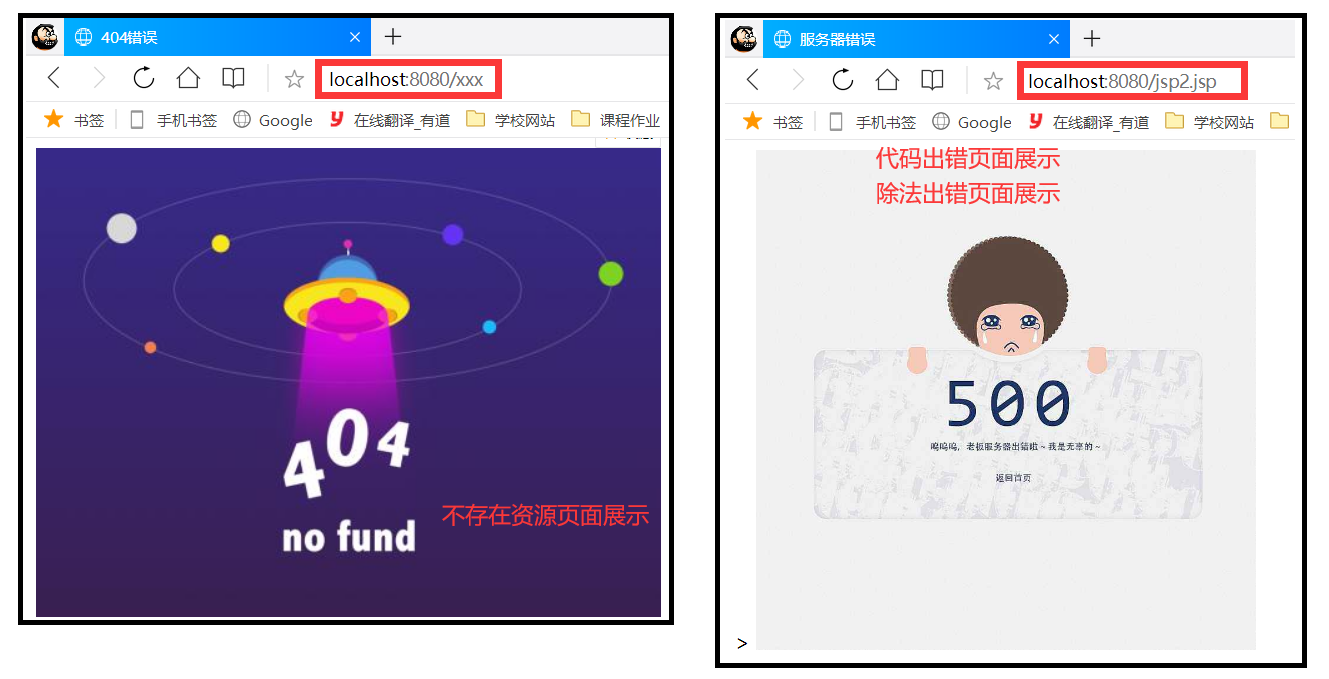 404错误
localhost:8080/xxx
书签 手机书签 Google 在线翻译_有道 学校网站 课程作业
404
no fund
不存在资源页面展示
服务器错误
localhost:8080/jsp2.jsp
书签 手机书签 Google 在线翻译_有道 学校网站
代码出错页面展示
除法出错页面展示
500
呜呜呜，老板服务器出错啦~我是无辜的~
返回首页
>